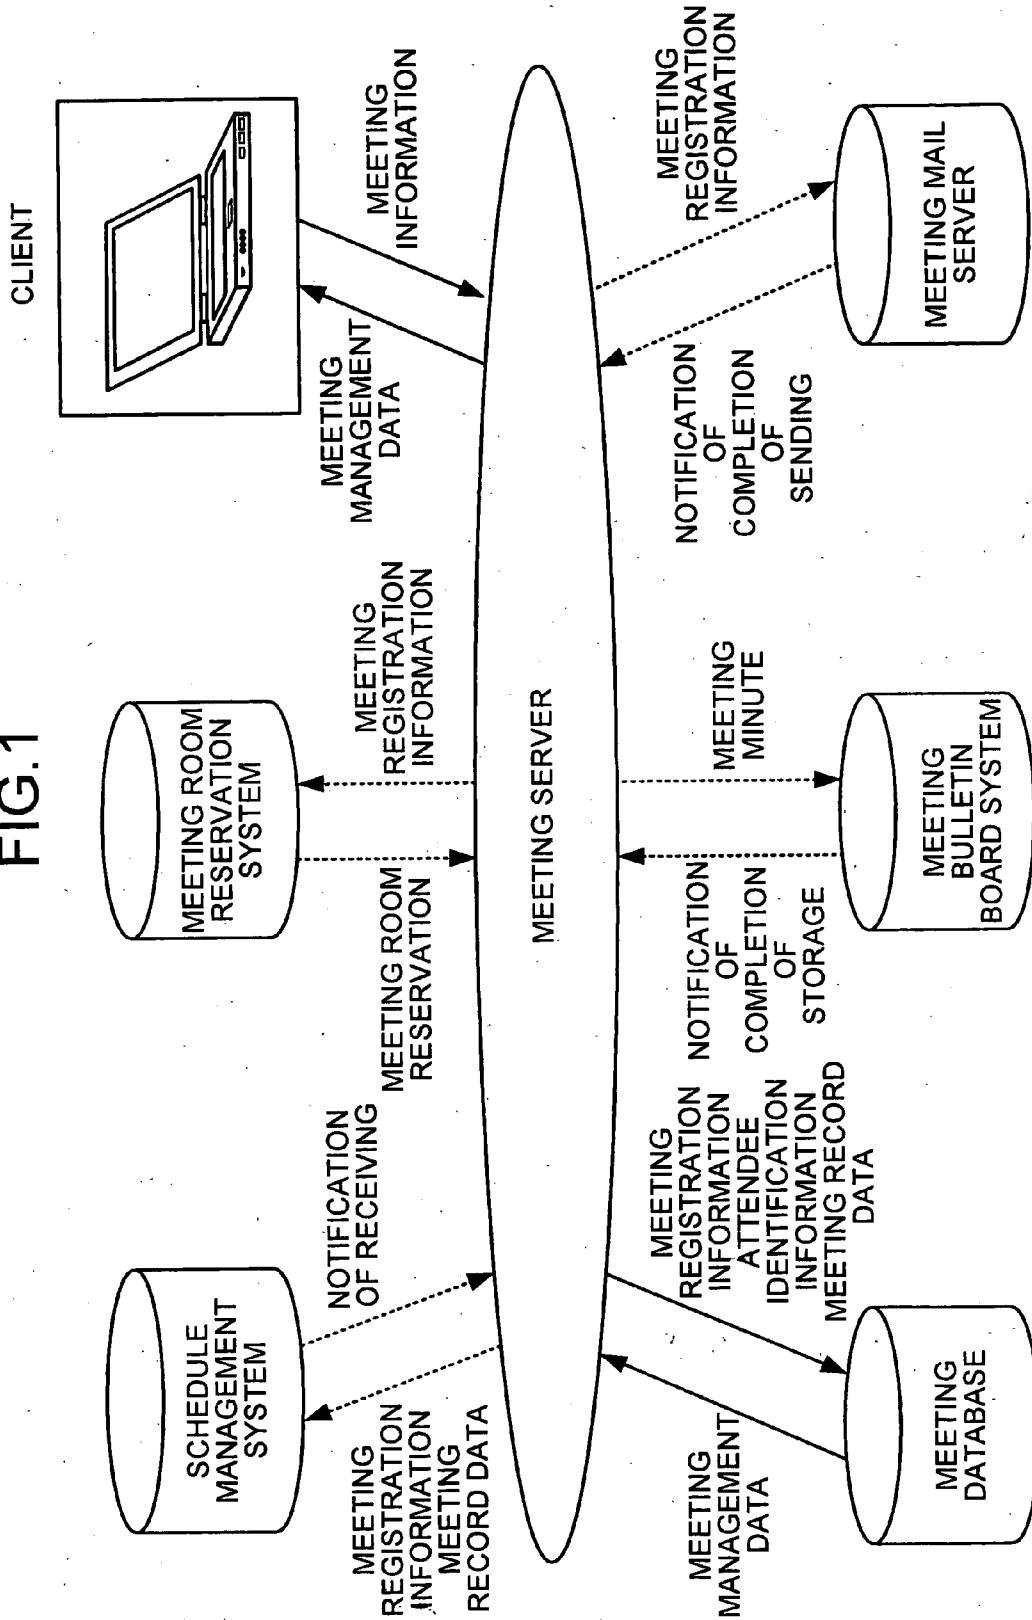 FIG.1
SCHEDULE
MANAGEMENT
SYSTEM
MEETING ROOM
RESERVATION
SYSTEM
CLIENT
MEETING
REGISTRATION
INFORMATION
MEETING
RECORD DATA
NOTIFICATION
OF RECEIVING
MEETING ROOM
RESERVATION
MEETING
REGISTRATION
INFORMATION
MEETING
MANAGEMENT
DATA
MEETING
INFORMATION
MEETING SERVER
MEETING
MANAGEMENT
DATA
MEETING
REGISTRATION
INFORMATION
ATTENDEE
IDENTIFICATION
INFORMATION
MEETING RECORD
DATA
NOTIFICATION
OF
COMPLETION
OF
STORAGE
MEETING
MINUTE
NOTIFICATION
OF
COMPLETION
OF
SENDING
MEETING
REGISTRATION
INFORMATION
MEETING
DATABASE
MEETING
BULLETIN
BOARD SYSTEM
MEETING MAIL
SERVER